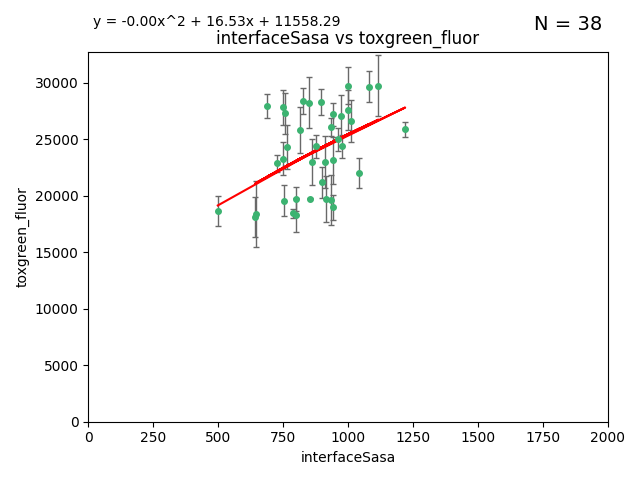 y = -0.00x^2 + 16.53x + 11558.29
N = 38
interfaceSasa vs toxgreen_fluor
30000
25000
20000
15000
10000
5000
0
toxgreen_fluor
0 250 500 750 1000 1250 1500 1750 2000
interfaceSasa